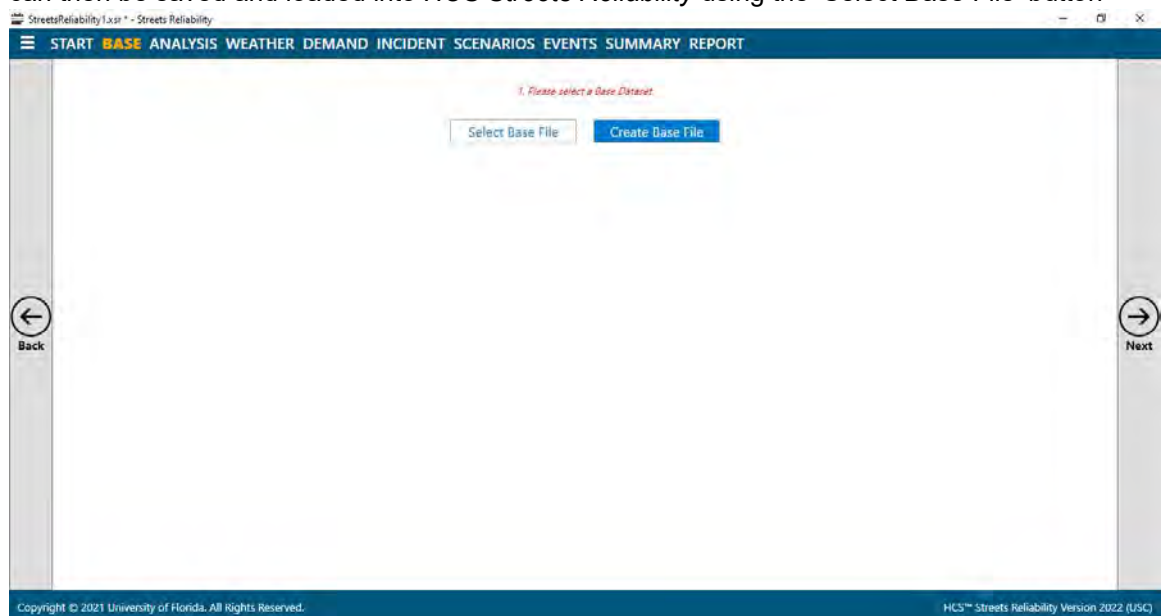 can then be saved and loaded into HCS Streets Reliability using the 'Select Base File' button
StreetsReliability1.xsr * - Streets Reliability
START BASE ANALYSIS WEATHER DEMAND INCIDENT SCENARIOS EVENTS SUMMARY REPORT
1. Please select a Base Dataset
Select Base File Create Base File
Back Next
Copyright © 2021 University of Florida. All Rights Reserved. HCS™ Streets Reliability Version 2022 (USC)